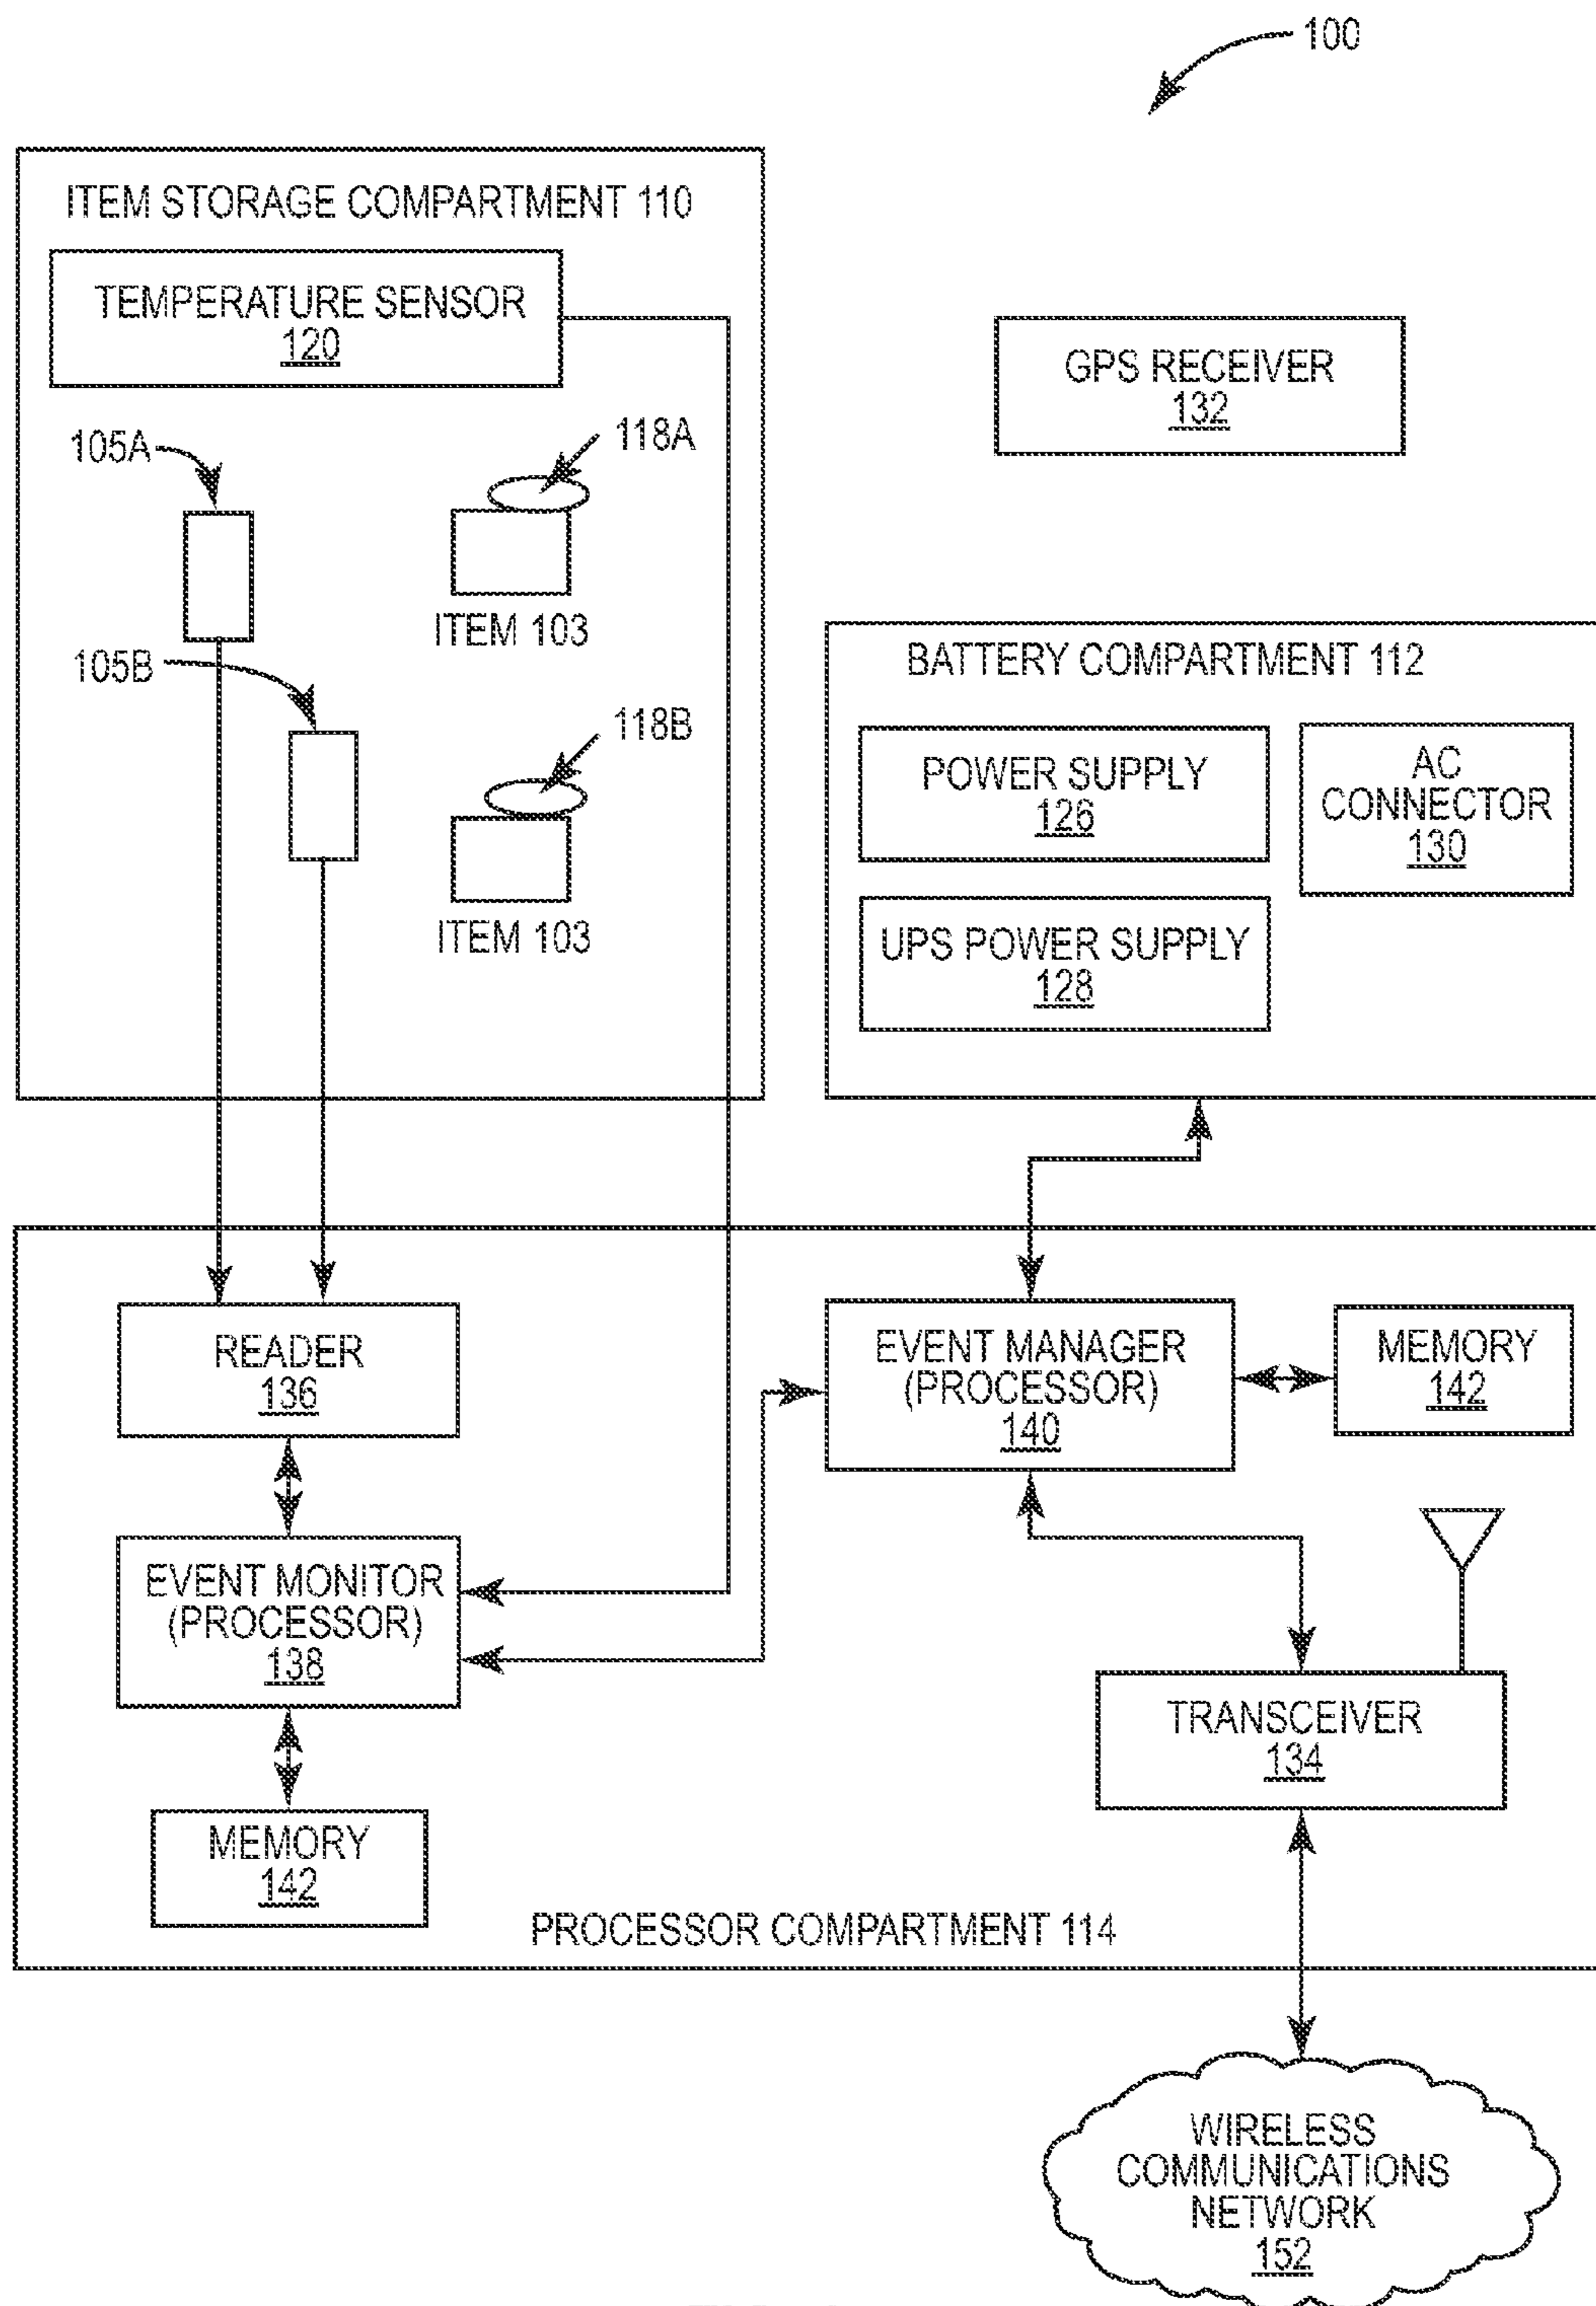 100
ITEM STORAGE COMPARTMENT 110
TEMPERATURE SENSOR
120
GPS RECEIVER
132
105A
118A
ITEM 103
105B
118B
ITEM 103
BATTERY COMPARTMENT 112
POWER SUPPLY
126
AC
CONNECTOR
130
UPS POWER SUPPLY
128
READER
136
EVENT MANAGER
(PROCESSOR)
140
MEMORY
142
EVENT MONITOR
(PROCESSOR)
138
TRANSCEIVER
134
MEMORY
142
PROCESSOR COMPARTMENT 114
WIRELESS
COMMUNICATIONS
NETWORK
152